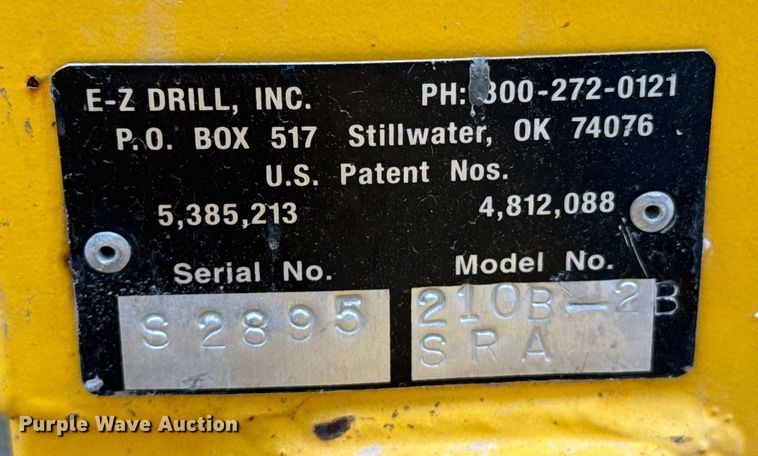 E-Z DRILL, INC. PH: 800-272-0121
P.O. BOX 517 Stillwater, OK 74076
U.S. Patent Nos.
5,385,213 4,812,088
Serial No. Model No.
S2895 210B-2B
SRA
Purple Wave Auction